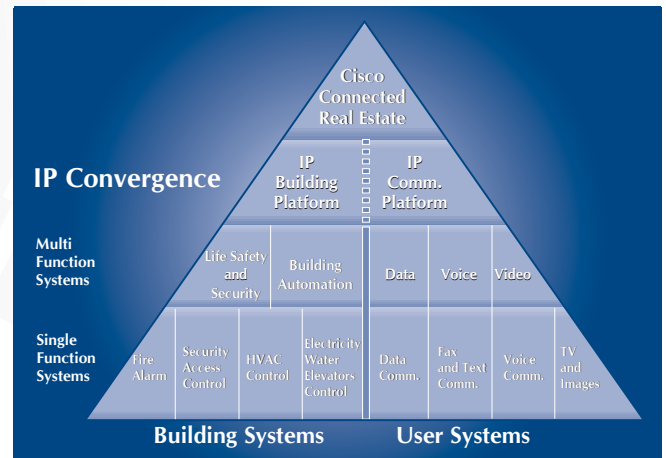 Cisco
Connected
Real Estate
IP Convergence
IP
Building
Platform
IP
Comm.
Platform
Multi
Function
Systems
Life Safety
and
Security
Building
Automation
Data
Voice
Video
Single
Function
Systems
Fire
Alarm
Security
Access
Control
HVAC
Control
Electricity
Water
Elevators
Control
Data
Comm.
Fax
and Text
Comm.
Voice
Comm.
TV
and
Images
Building Systems
User Systems